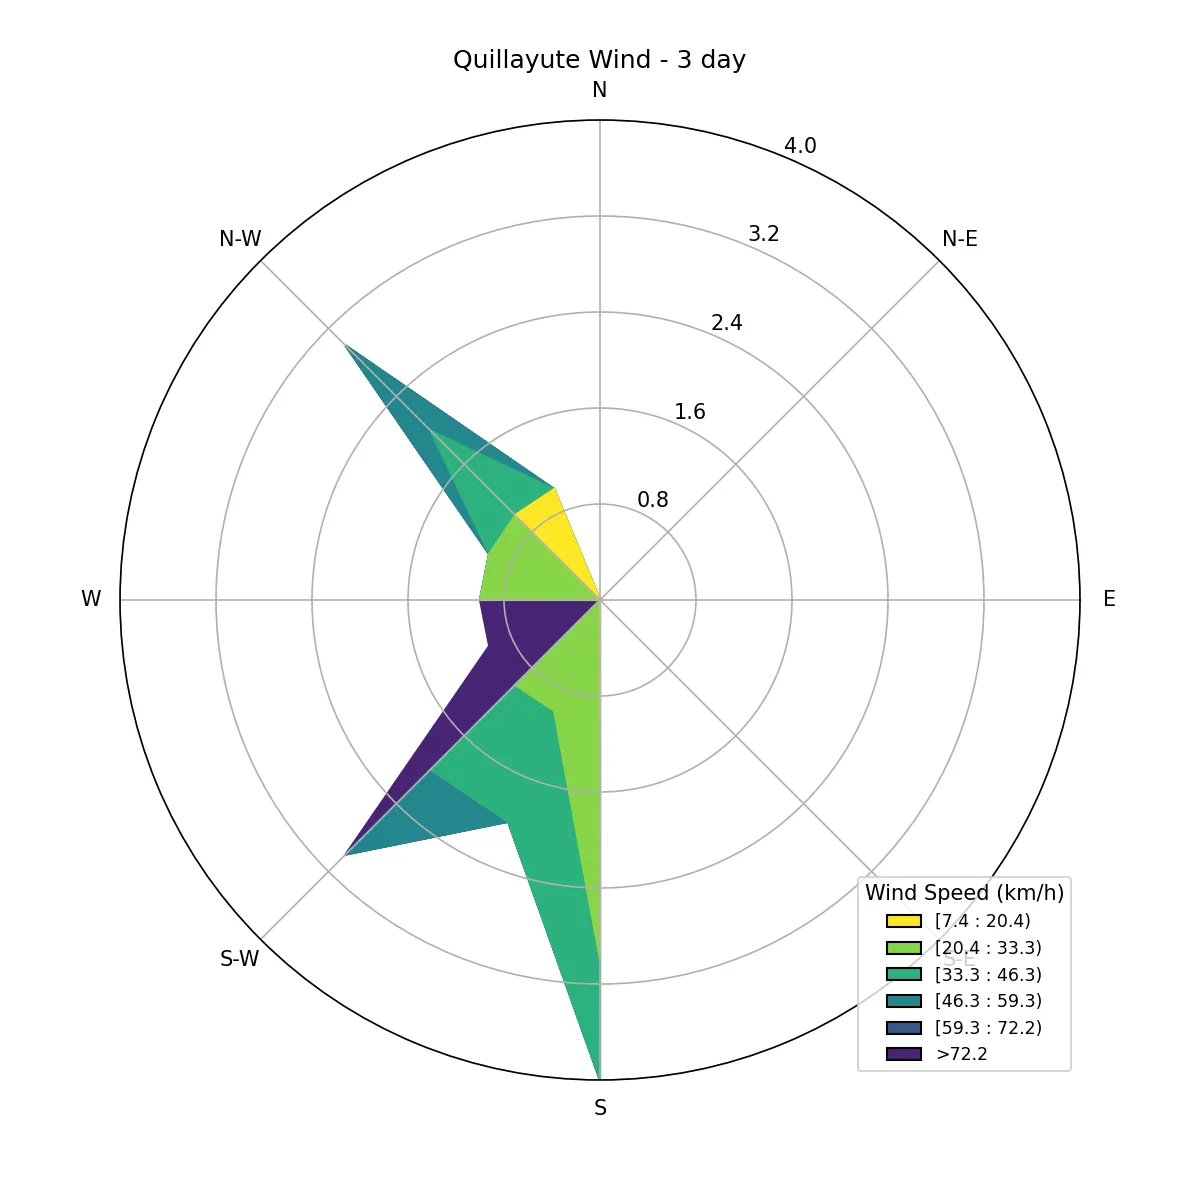 Quillayute Wind - 3 day
N
4.0
N-W
3.2
N-E
2.4
1.6
0.8
W
E
Wind Speed (km/h)
[7.4 : 20.4)
[20.4 : 33.3)
S-W
S-E
[33.3 : 46.3)
[46.3 : 59.3)
[59.3 : 72.2)
>72.2
S